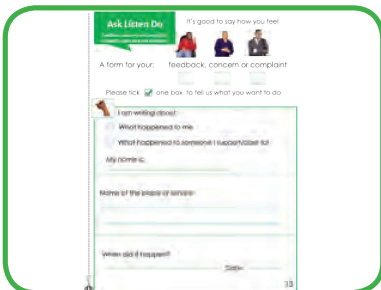 Ask Listen Do
It's good to say how you feel
A form for your: feedback, concern or complaint
Please tick one box to tell us what you want to do
I am writing about:
What happened to me
What happened to someone I support/care for
My name is:
Name of the place or service:
When did it happen?
Date:
13